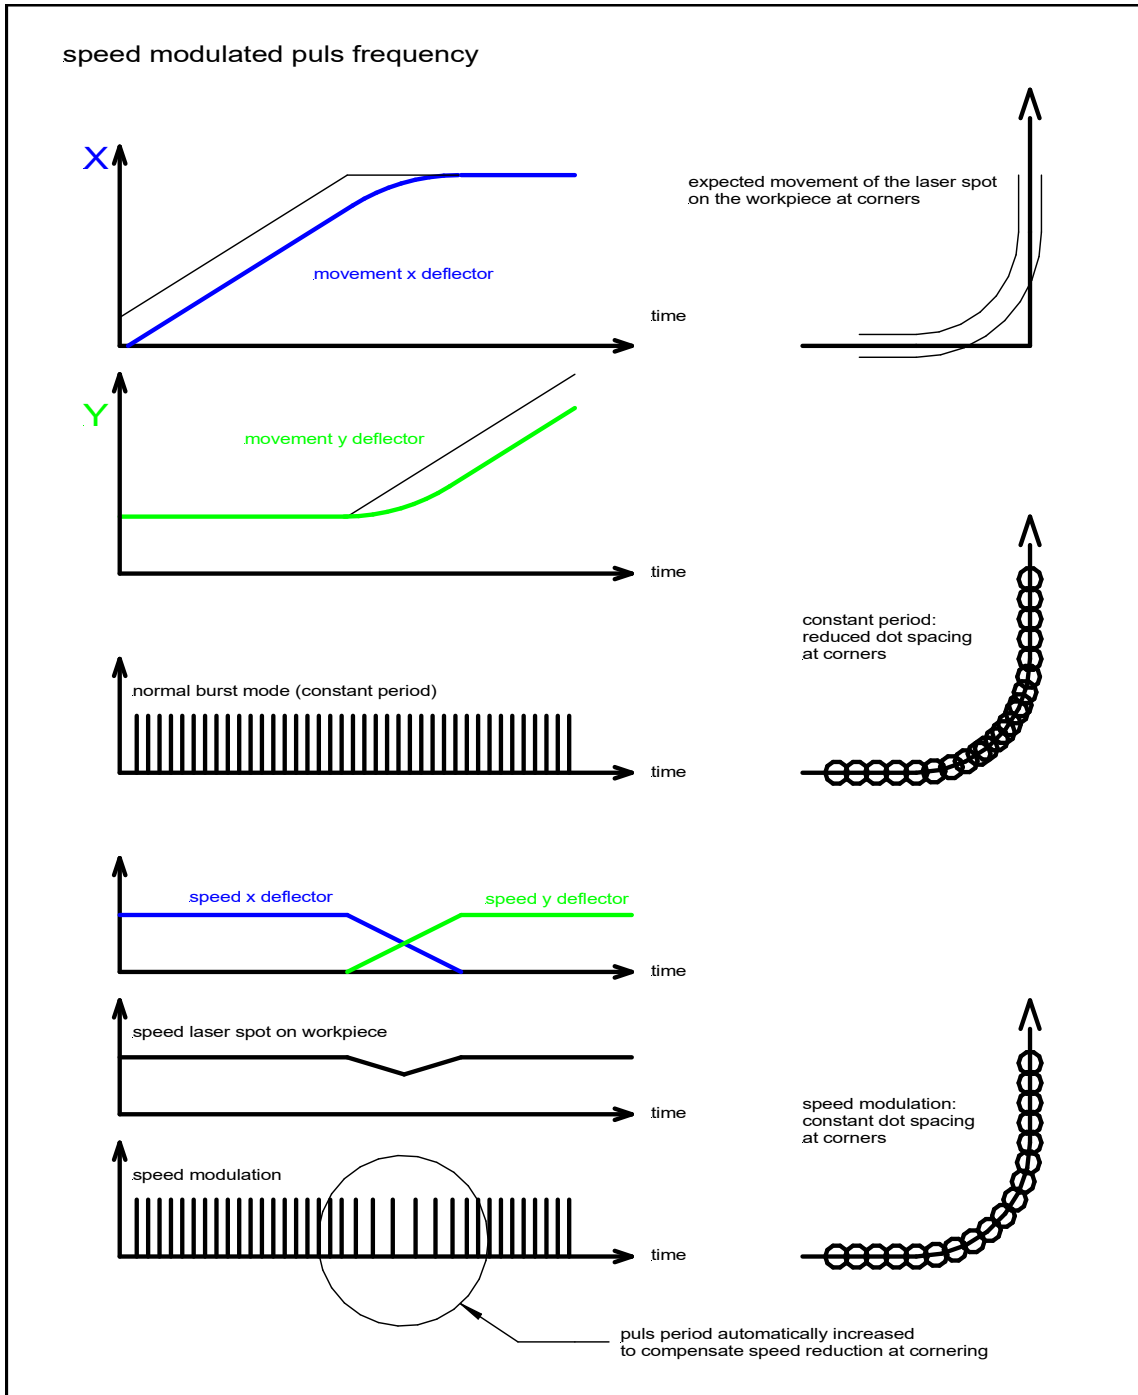 speed modulated puls frequency
X
expected movement of the laser spot
on the workpiece at corners
movement x deflector
time
Y
movement y deflector
time
constant period:
reduced dot spacing
at corners
normal burst mode (constant period)
time
speed x deflector
speed y deflector
time
speed laser spot on workpiece
time
speed modulation:
constant dot spacing
at corners
speed modulation
time
puls period automatically increased
to compensate speed reduction at cornering